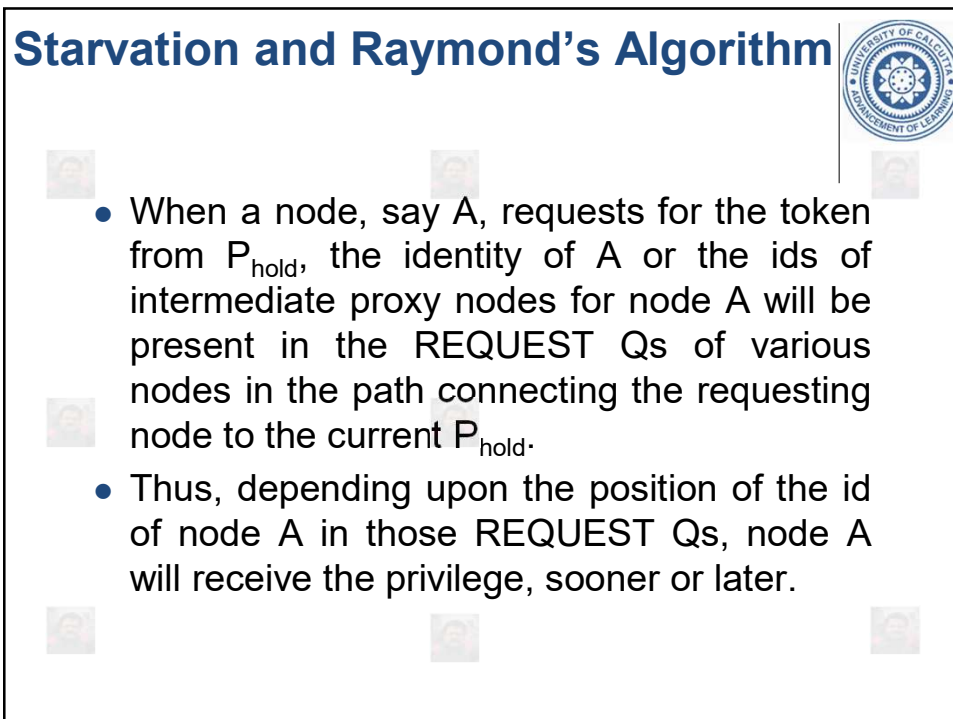 Starvation and Raymond's Algorithm
UNIVERSITY OF CALCUTTA
ADVANCEMENT OF LEARNING
● When a node, say A, requests for the token
from Phold, the identity of A or the ids of
intermediate proxy nodes for node A will be
present in the REQUEST Qs of various
nodes in the path connecting the requesting
node to the current Phold.
● Thus, depending upon the position of the id
of node A in those REQUEST Qs, node A
will receive the privilege, sooner or later.